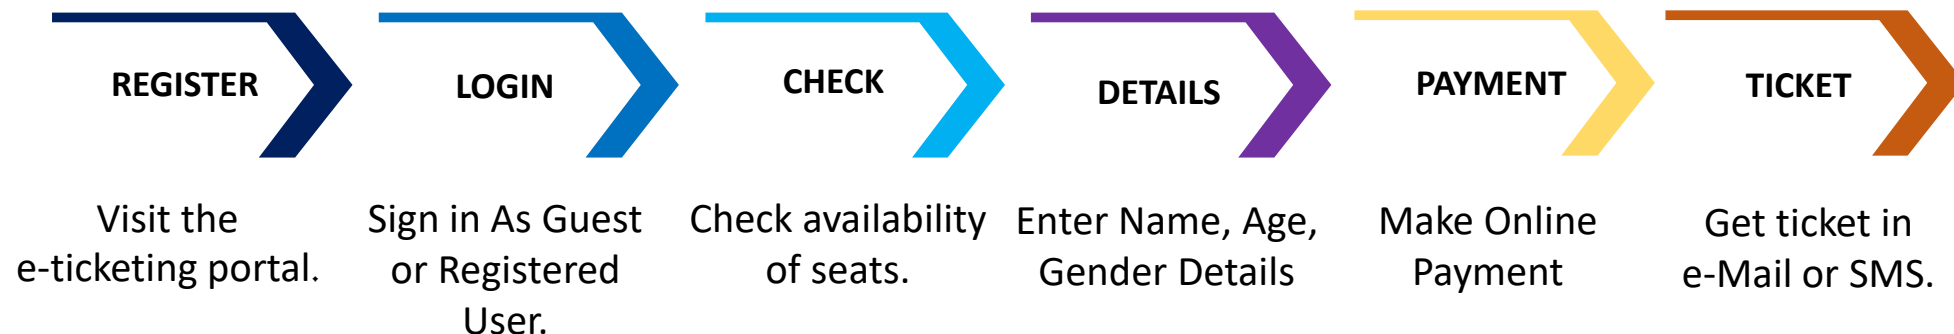 REGISTER
LOGIN
CHECK
DETAILS
PAYMENT
TICKET
Visit the
e-ticketing portal.
Sign in As Guest
or Registered
User.
Check availability
of seats.
Enter Name, Age,
Gender Details
Make Online
Payment
Get ticket in
e-Mail or SMS.